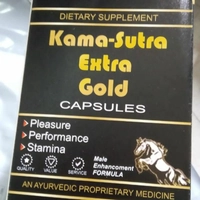 DIETARY SUPPLEMENT
Kama-Sutra
Extra
Gold
CAPSULES
Pleasure
Performance
Stamina
QUALITY VALUE SERVICE
Male
Enhancement
FORMULA
AN AYURVEDIC PROPRIETARY MEDICINE